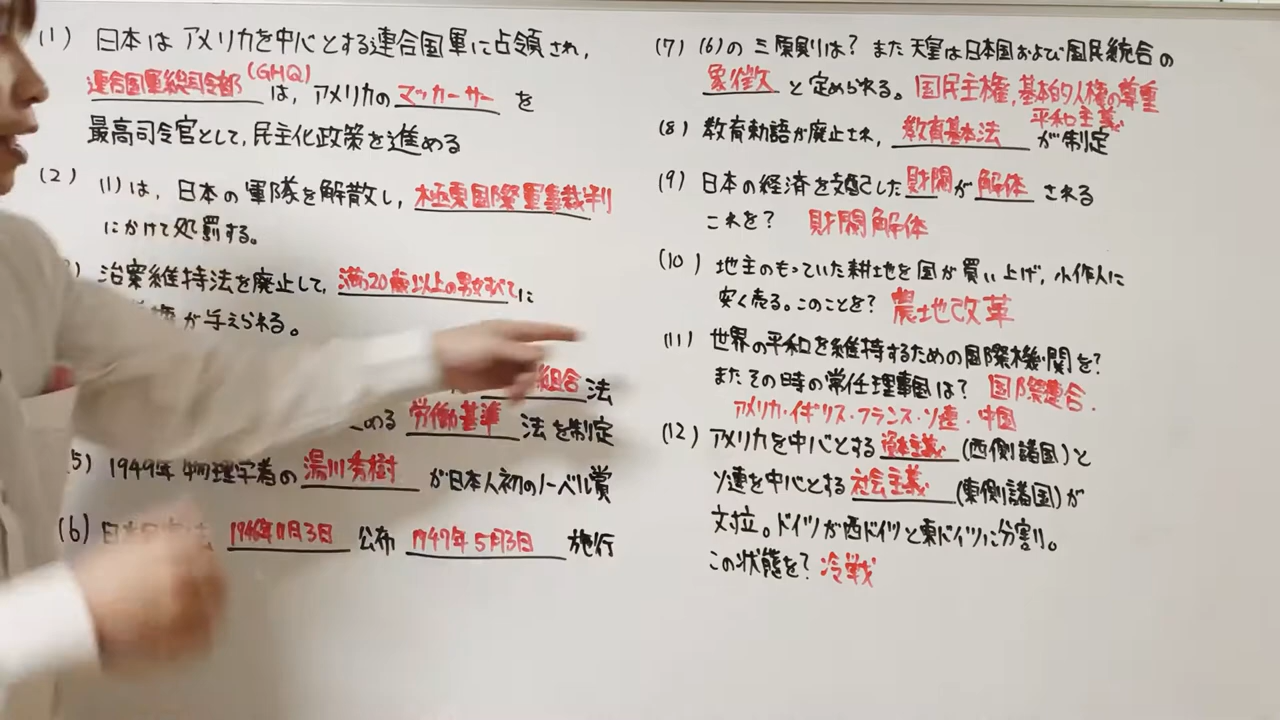 (1) 日本はアメリカを中心とする連合国軍に占領され,
連合国軍総司令部(GHQ)は, アメリカのマッカーサーを
最高司令官として, 民主化政策を進める
(2) (1)は, 日本の軍隊を解散し, 極東国際軍事裁判
にかけて処罰する。
治安維持法を廃止して, 満20歳以上の男女すべてに
が与えられる。
組合法
める 労働基準法を制定
5) 1949年 物理学者の湯川秀樹が日本人初のノーベル賞
(6) 日本国 1946年11月3日公布 1947年5月3日施行
(7) (6)の三原則は? また天皇は日本国および国民統合の
象徴と定められる。国民主権, 基本的人権の尊重
平和主義
(8) 教育勅語が廃止され, 教育基本法が制定
(9) 日本の経済を支配した財閥が解体される
これを? 財閥解体
(10) 地主のもっていた耕地を国が買い上げ, 小作人に
安く売る。このことを? 農地改革
(11) 世界の平和を維持するための国際機関を?
またその時の常任理事国は? 国際連合.
アメリカ・イギリス・フランス・ソ連・中国
(12) アメリカを中心とする資本主義(西側諸国)と
ソ連を中心とする社会主義(東側諸国)が
対立。ドイツが西ドイツと東ドイツに分割。
この状態を? 冷戦